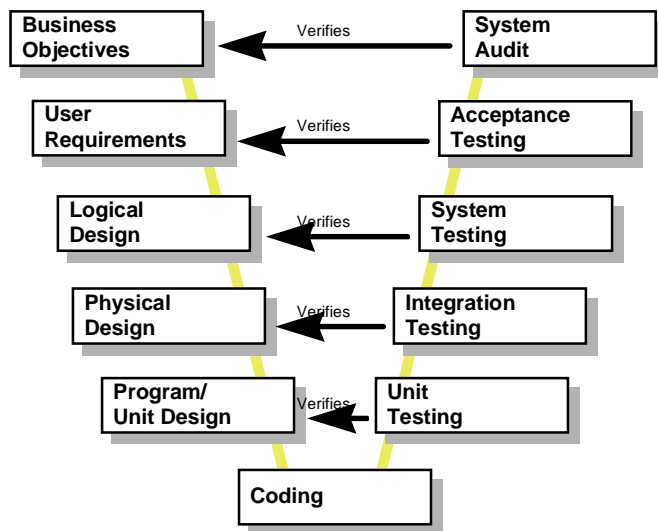 Business
Objectives
Verifies
System
Audit
User
Requirements
Verifies
Acceptance
Testing
Logical
Design
Verifies
System
Testing
Physical
Design
Verifies
Integration
Testing
Program/
Unit Design
Verifies
Unit
Testing
Coding